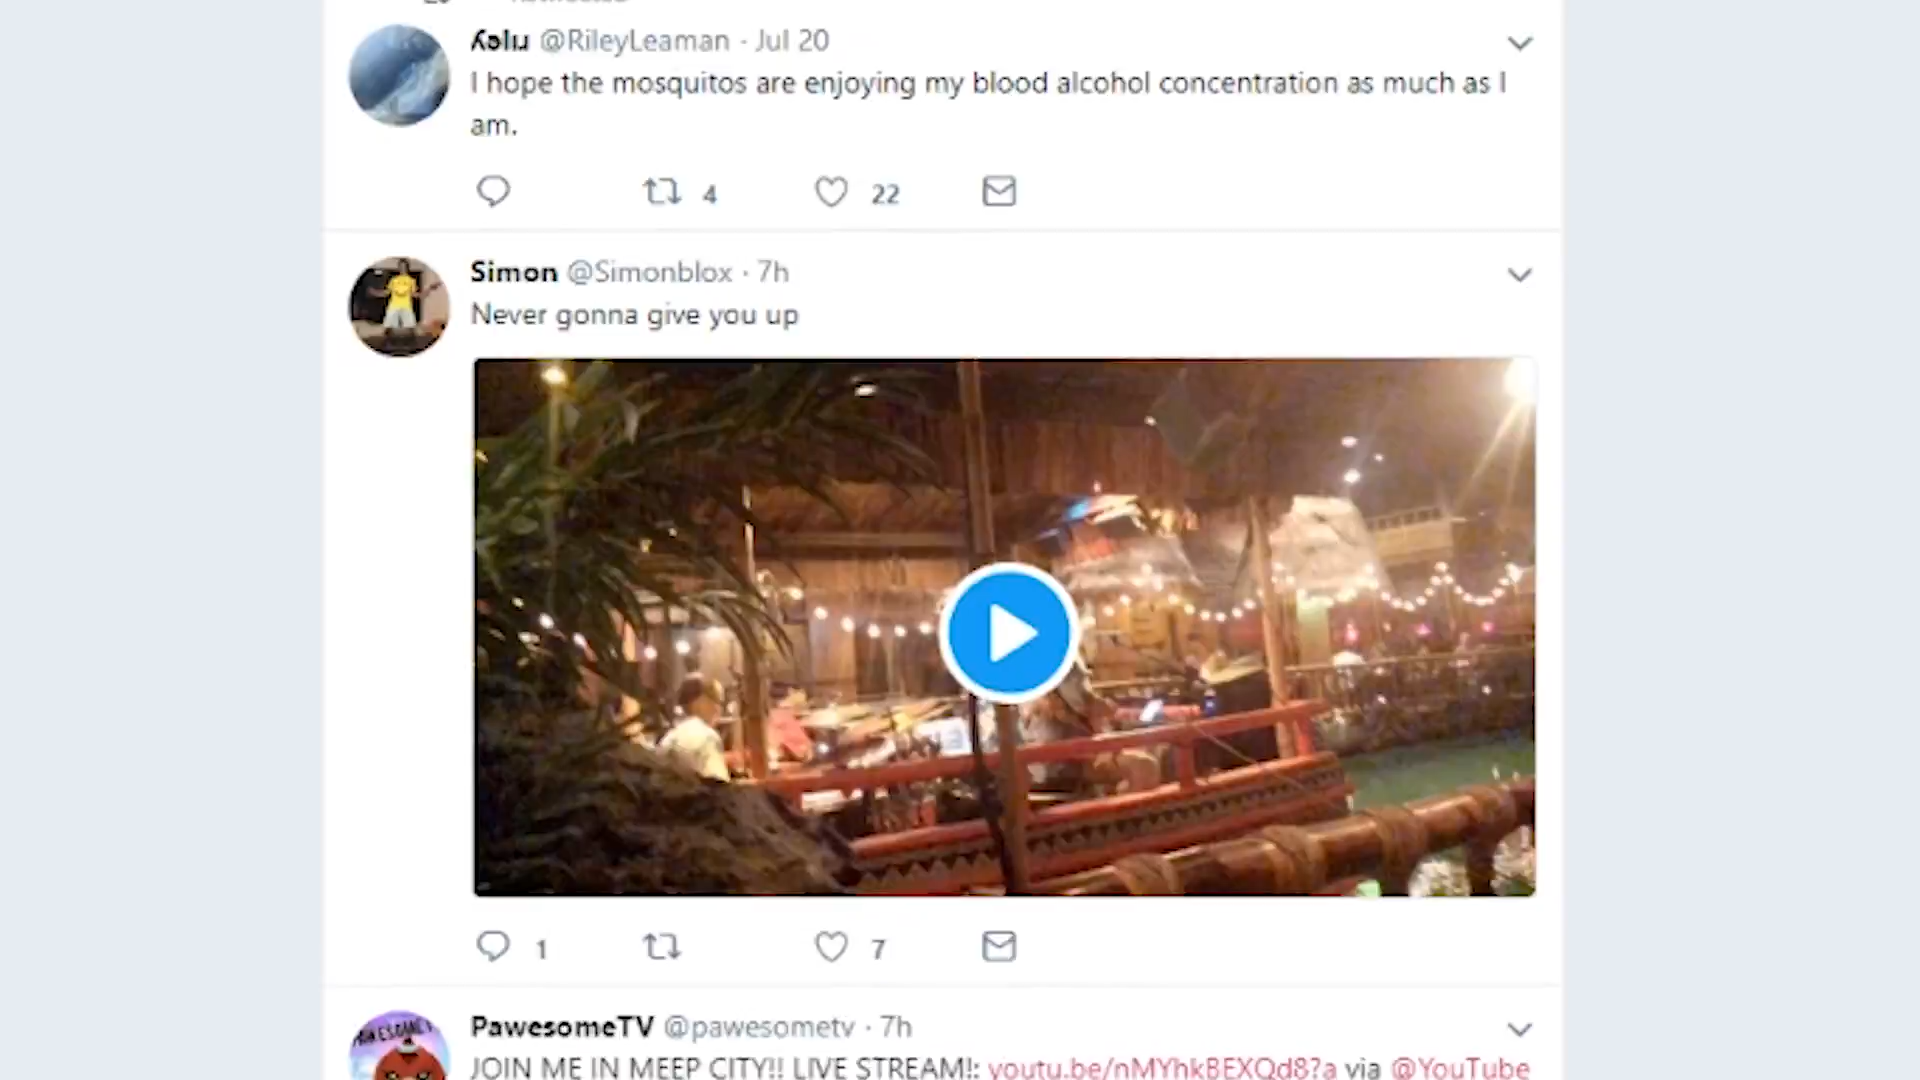 ʎǝlıɹ @RileyLeaman · Jul 20
I hope the mosquitos are enjoying my blood alcohol concentration as much as I
am.
4 22
Simon @Simonblox · 7h
Never gonna give you up
1 7
PawesomeTV @pawesometv · 7h
JOIN ME IN MEEP CITY!! LIVE STREAM!: youtu.be/nMYhkBEXQd8?a via @YouTube